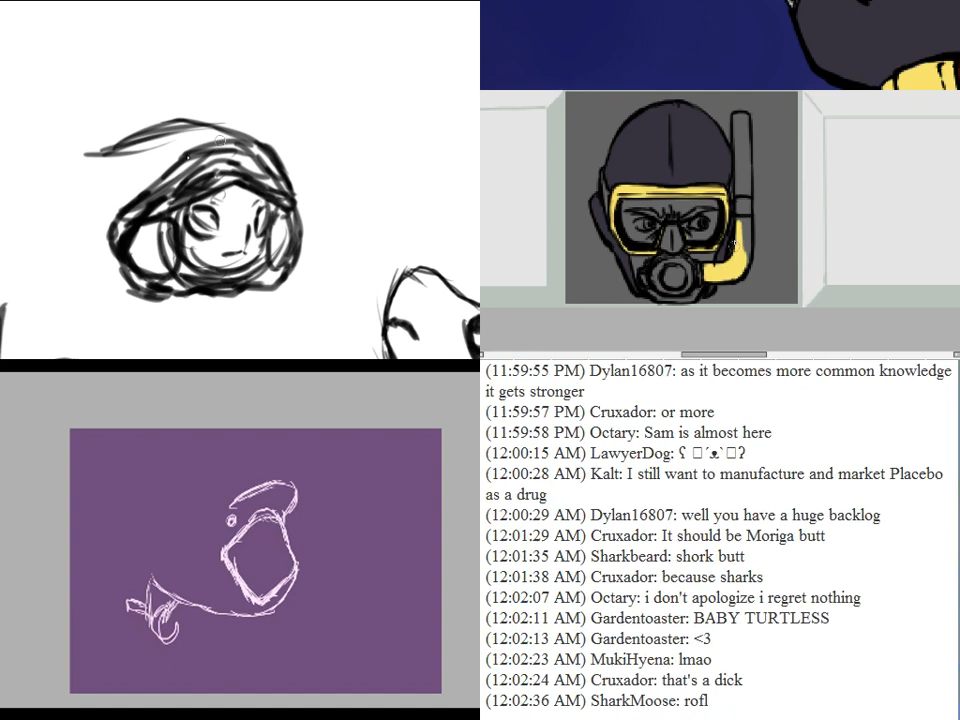 (11:59:55 PM) Dylan16807: as it becomes more common knowledge
it gets stronger
(11:59:57 PM) Cruxador: or more
(11:59:58 PM) Octary: Sam is almost here
(12:00:15 AM) LawyerDog: ʕ □´ᴥ`□ʔ
(12:00:28 AM) Kalt: I still want to manufacture and market Placebo
as a drug
(12:00:29 AM) Dylan16807: well you have a huge backlog
(12:01:29 AM) Cruxador: It should be Moriga butt
(12:01:35 AM) Sharkbeard: shork butt
(12:01:38 AM) Cruxador: because sharks
(12:02:07 AM) Octary: i don't apologize i regret nothing
(12:02:11 AM) Gardentoaster: BABY TURTLESS
(12:02:13 AM) Gardentoaster: <3
(12:02:23 AM) MukiHyena: lmao
(12:02:24 AM) Cruxador: that's a dick
(12:02:36 AM) SharkMoose: rofl